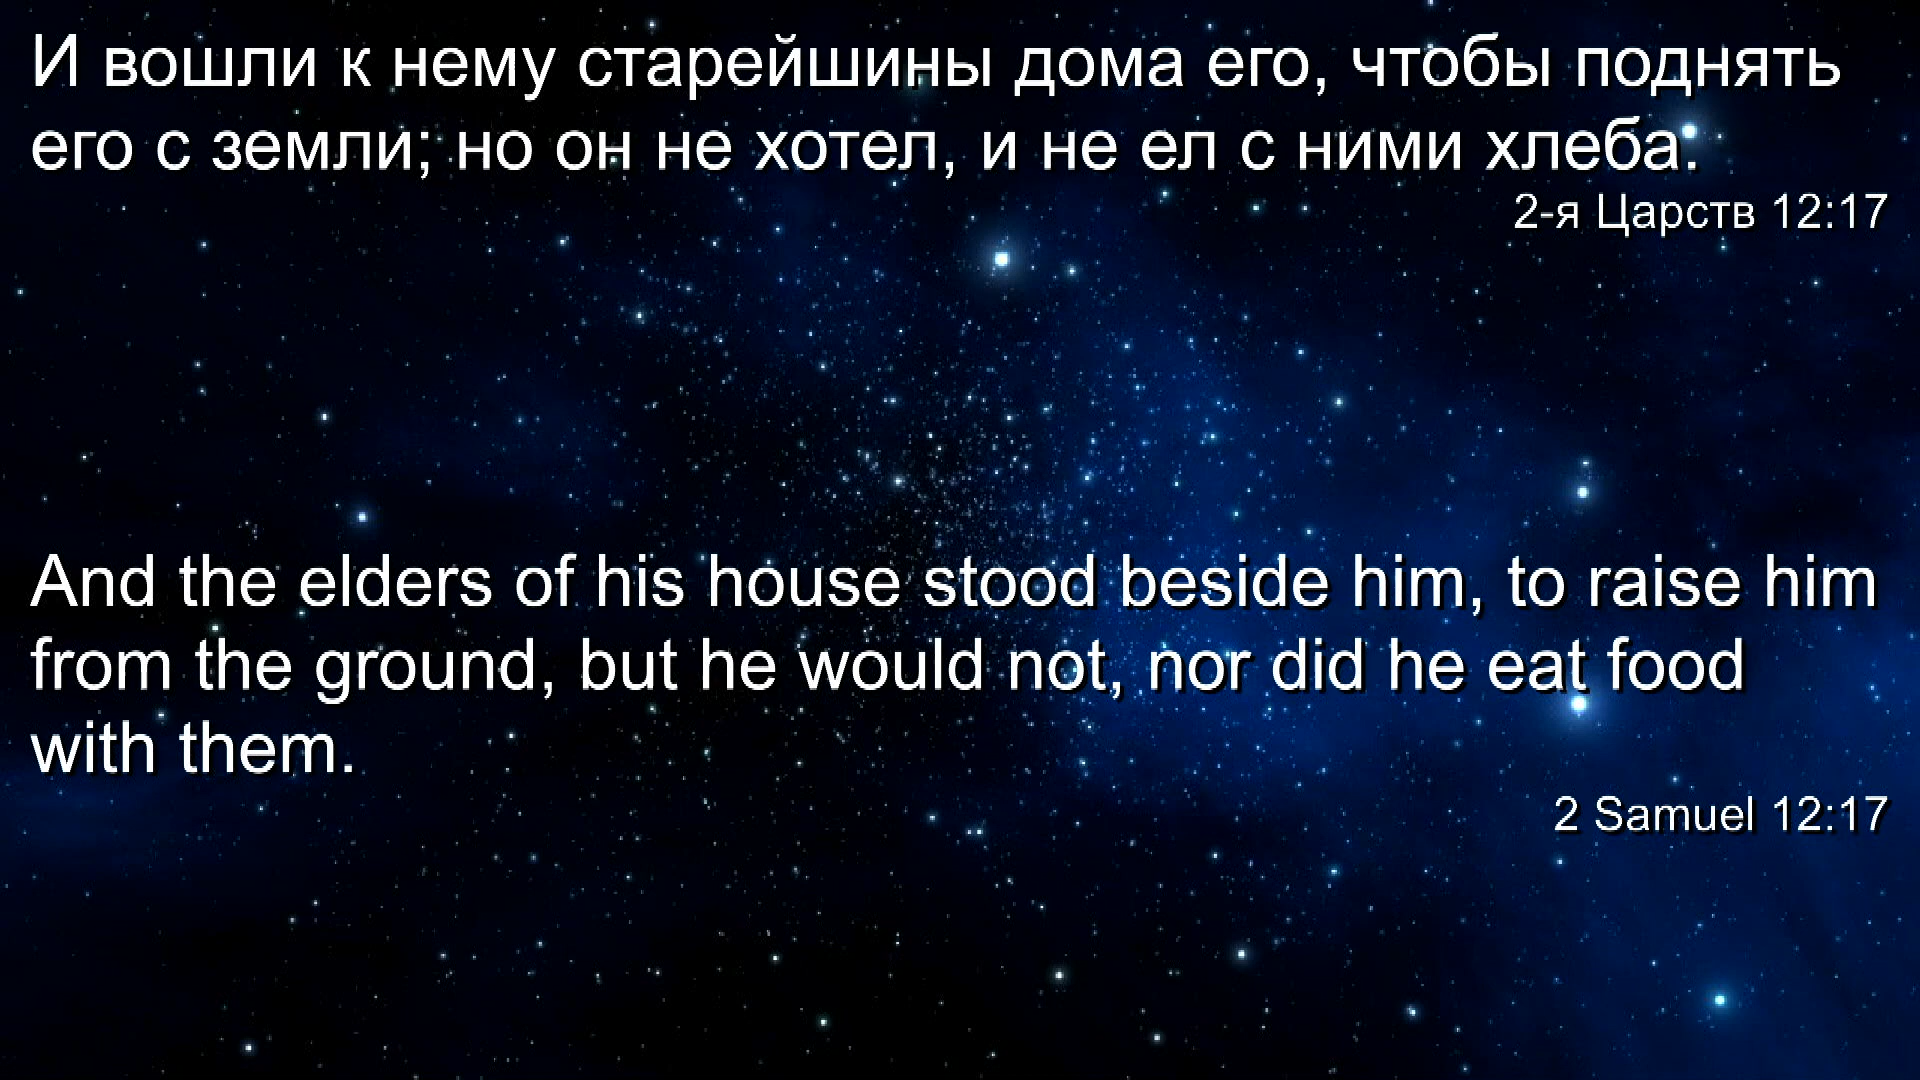 И вошли к нему старейшины дома его, чтобы поднять
его с земли; но он не хотел, и не ел с ними хлеба.
2-я Царств 12:17
And the elders of his house stood beside him, to raise him
from the ground, but he would not, nor did he eat food
with them.
2 Samuel 12:17